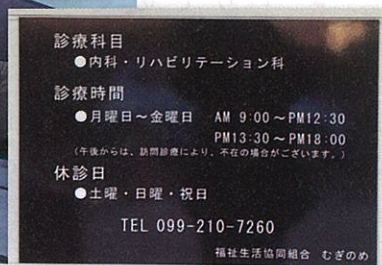 診療科目
●内科・リハビリテーション科
診療時間
●月曜日～金曜日 AM 9:00～PM12:30
PM13:30～PM18:00
(午後からは、訪問診療により、不在の場合がございます。)
休診日
●土曜・日曜・祝日
TEL 099-210-7260
福祉生活協同組合 むぎのめ